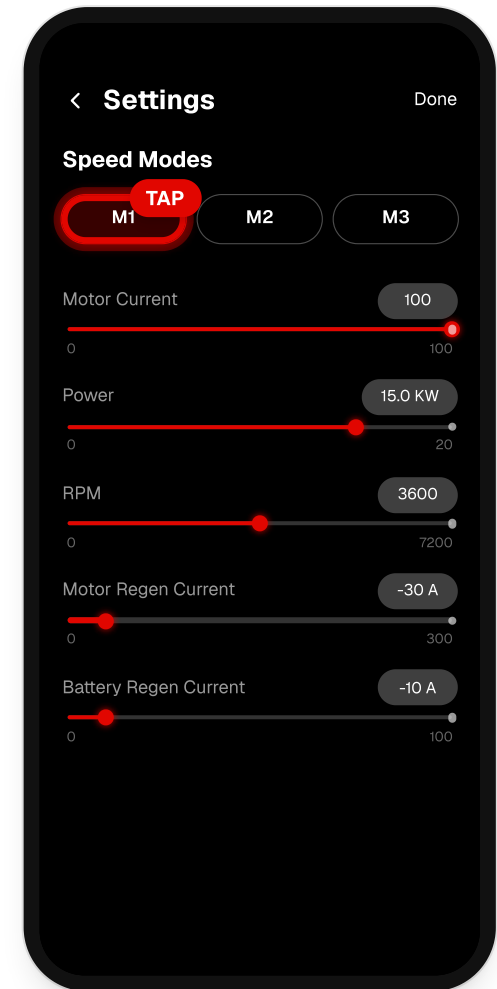 Settings
Done
Speed Modes
TAP
M1
M2
M3
Motor Current
100
0
100
Power
15.0 KW
0
20
RPM
3600
0
7200
Motor Regen Current
-30 A
0
300
Battery Regen Current
-10 A
0
100